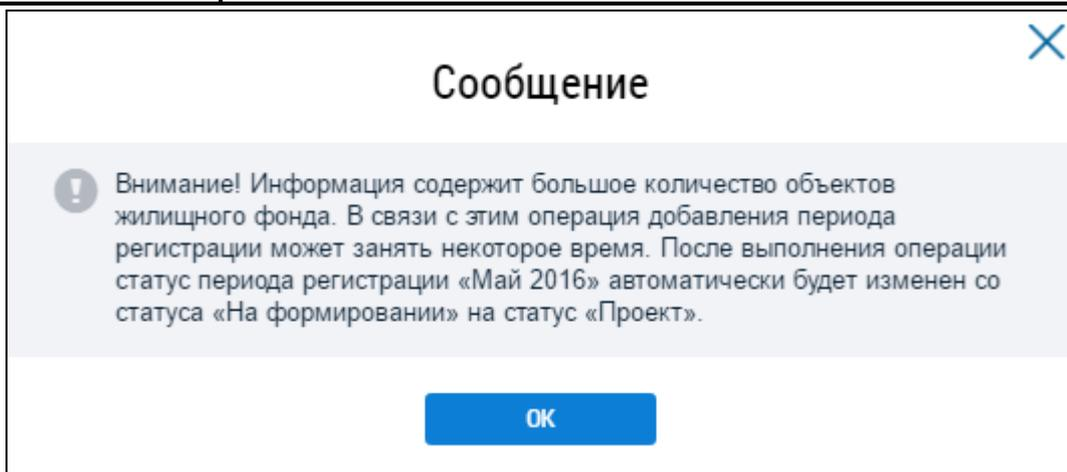 Сообщение
Внимание! Информация содержит большое количество объектов
жилищного фонда. В связи с этим операция добавления периода
регистрации может занять некоторое время. После выполнения операции
статус периода регистрации «Май 2016» автоматически будет изменен со
статуса «На формировании» на статус «Проект».
ОК